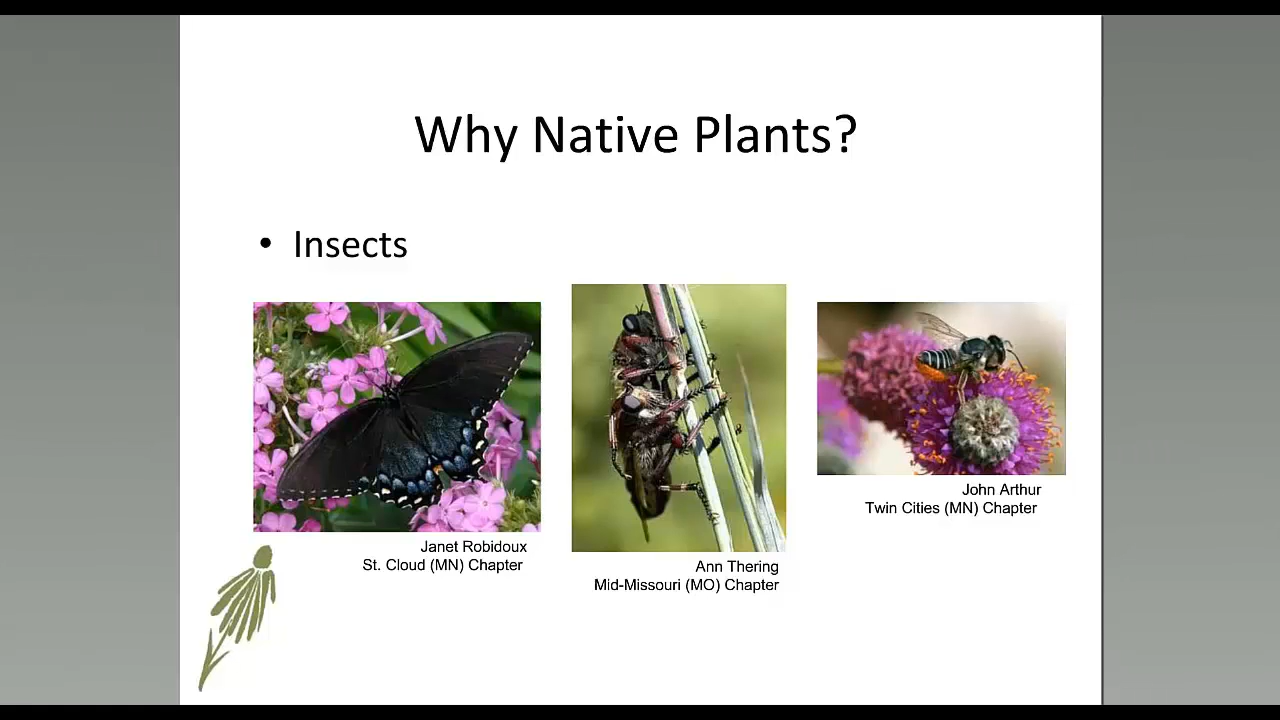 Why Native Plants?
• Insects
Janet Robidoux
St. Cloud (MN) Chapter
Ann Thering
Mid-Missouri (MO) Chapter
John Arthur
Twin Cities (MN) Chapter